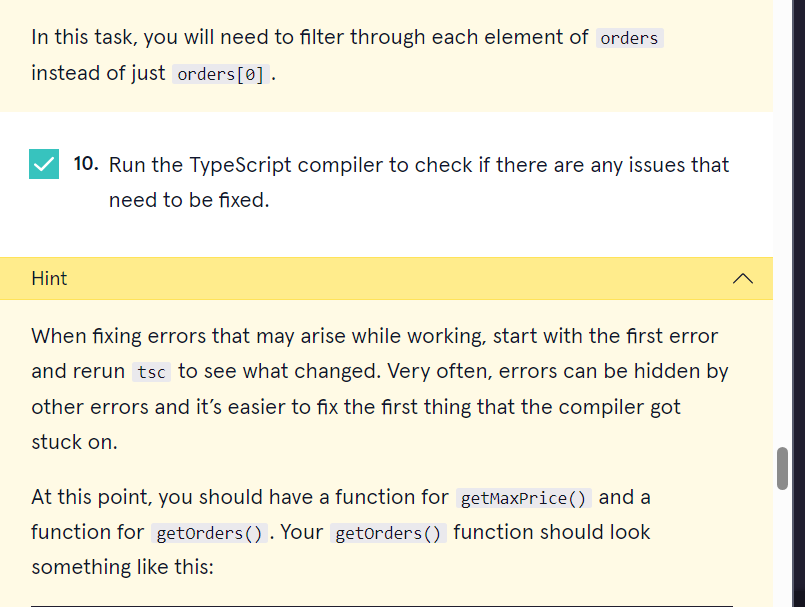 In this task, you will need to filter through each element of orders
instead of just orders[0].
10. Run the TypeScript compiler to check if there are any issues that
need to be fixed.
Hint
When fixing errors that may arise while working, start with the first error
and rerun tsc to see what changed. Very often, errors can be hidden by
other errors and it’s easier to fix the first thing that the compiler got
stuck on.
At this point, you should have a function for getMaxPrice() and a
function for getOrders(). Your getOrders() function should look
something like this: